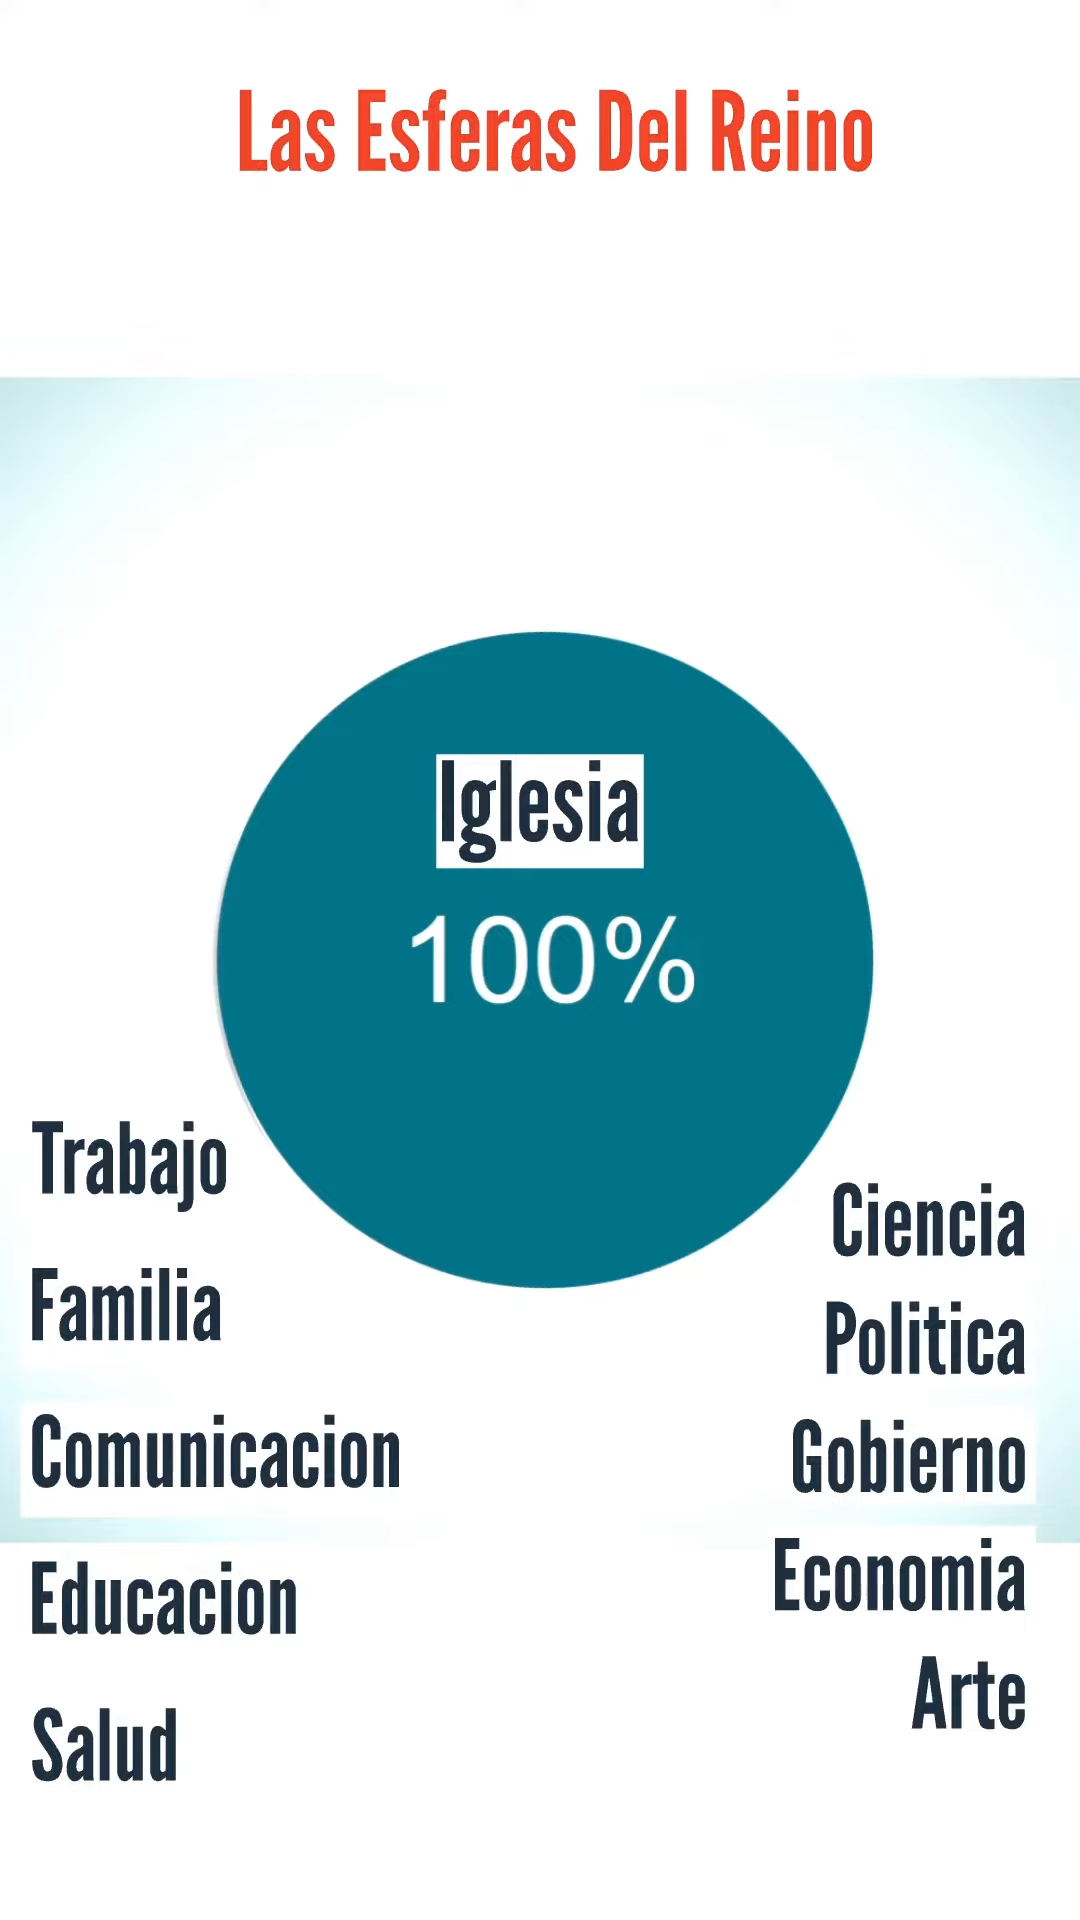 Las Esferas Del Reino
Iglesia
100%
Trabajo
Familia
Comunicacion
Educacion
Salud
Ciencia
Politica
Gobierno
Economia
Arte